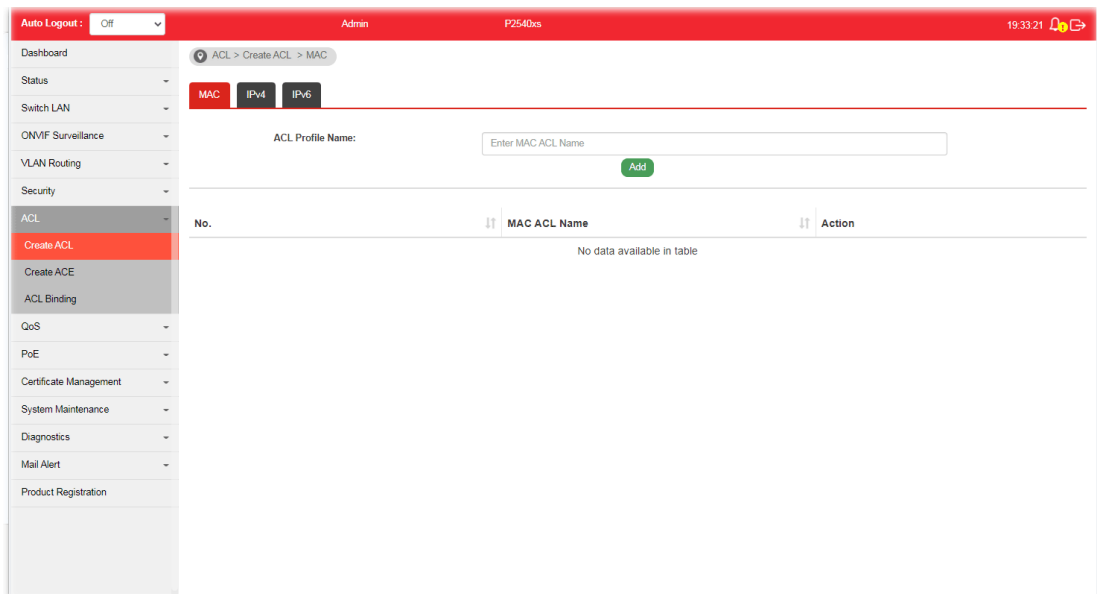 Auto Logout : Off Admin P2540xs 19:33:21
Dashboard
Status
Switch LAN
ONVIF Surveillance
VLAN Routing
Security
ACL
Create ACL
Create ACE
ACL Binding
QoS
PoE
Certificate Management
System Maintenance
Diagnostics
Mail Alert
Product Registration
ACL > Create ACL > MAC
MAC IPv4 IPv6
ACL Profile Name: Enter MAC ACL Name
Add
No. MAC ACL Name Action
No data available in table